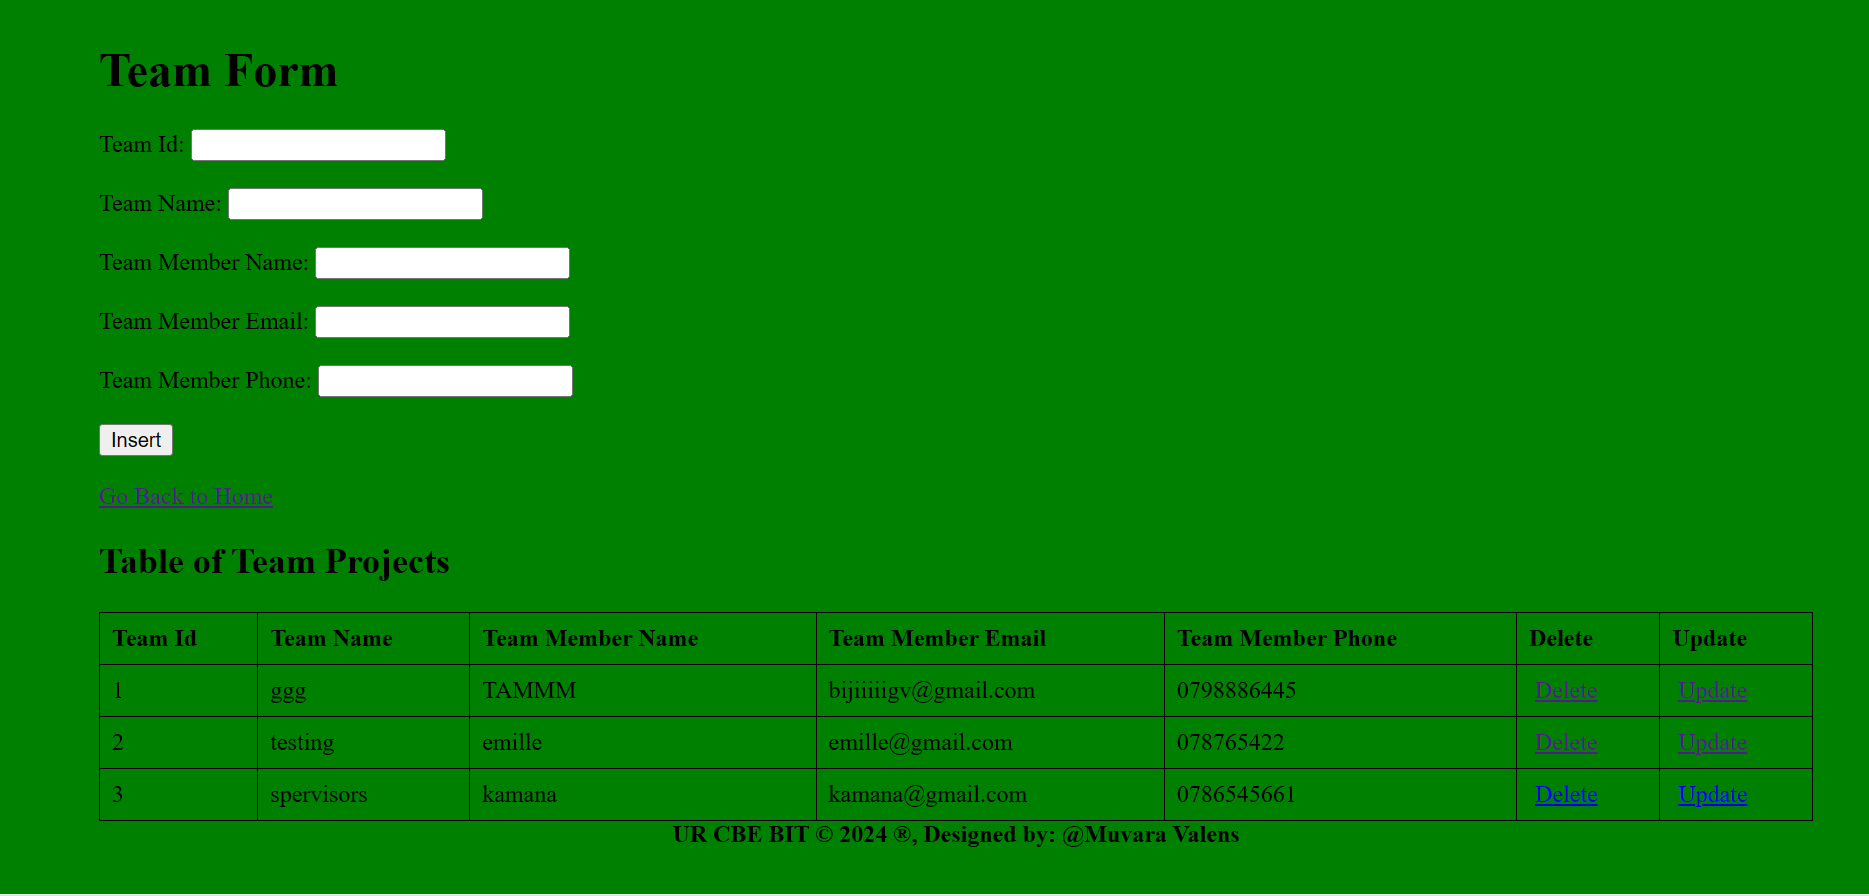 Team Form
Team Id:
Team Name:
Team Member Name:
Team Member Email:
Team Member Phone:
Insert
Go Back to Home
Table of Team Projects
Team Id Team Name Team Member Name Team Member Email Team Member Phone Delete Update
1 ggg TAMMM bijiiiiigv@gmail.com 0798886445 Delete Update
2 testing emille emille@gmail.com 078765422 Delete Update
3 spervisors kamana kamana@gmail.com 0786545661 Delete Update
UR CBE BIT © 2024 ®, Designed by: @Muvara Valens